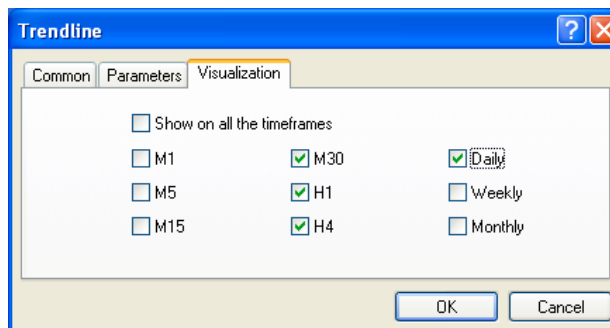 Trendline
Common Parameters Visualization
Show on all the timeframes
M1 M30 Daily
M5 H1 Weekly
M15 H4 Monthly
OK Cancel